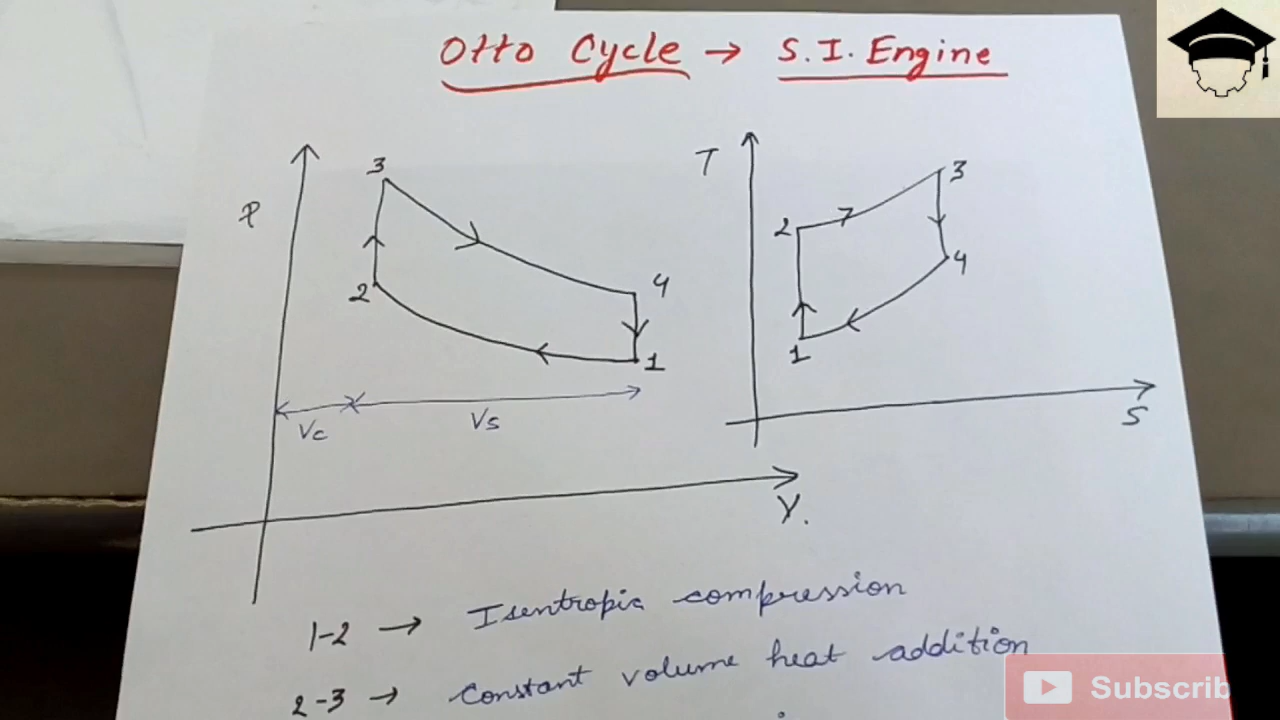 Otto Cycle → S.I. Engine
3
P
2
4
1
Vc
Vs
V.
T
3
2
4
1
S
1-2 → Isentropic compression
2-3 → Constant volume heat addition
Subscrib